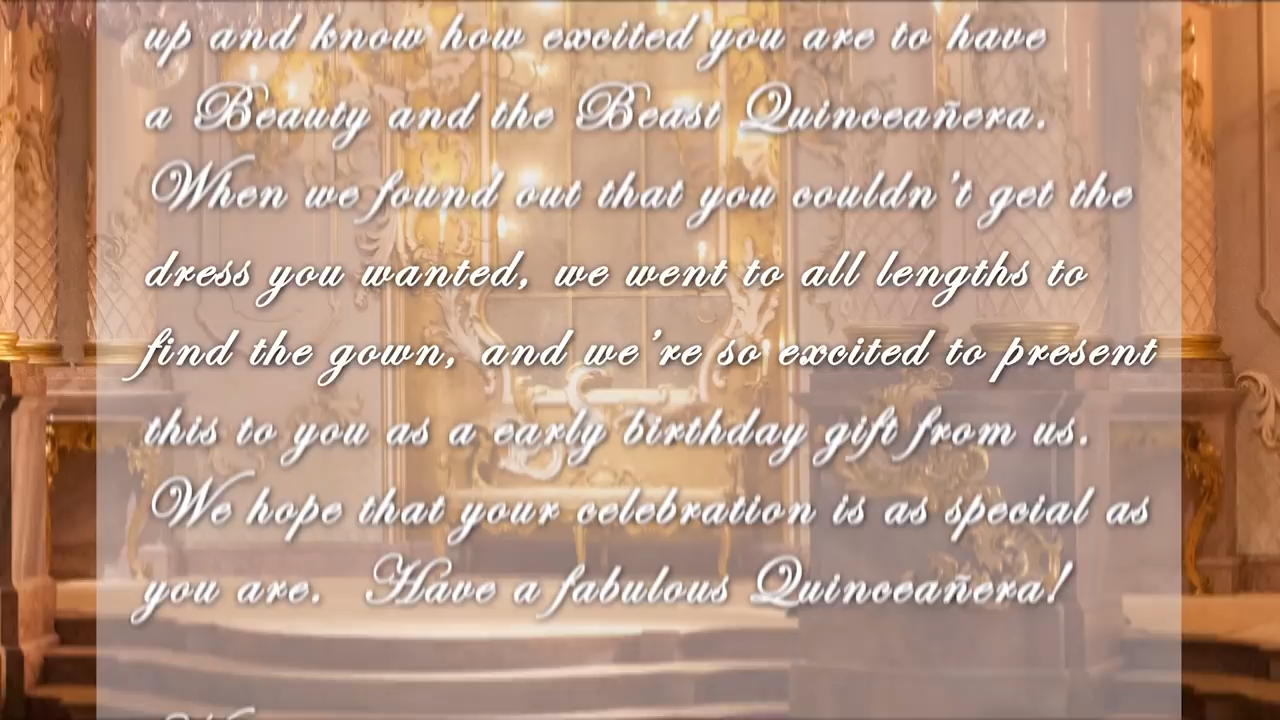 up and know how excited you are to have
a Beauty and the Beast Quinceañera.
When we found out that you couldn't get the
dress you wanted, we went to all lengths to
find the gown, and we're so excited to present
this to you as a early birthday gift from us.
We hope that your celebration is as special as
you are. Have a fabulous Quinceañera!